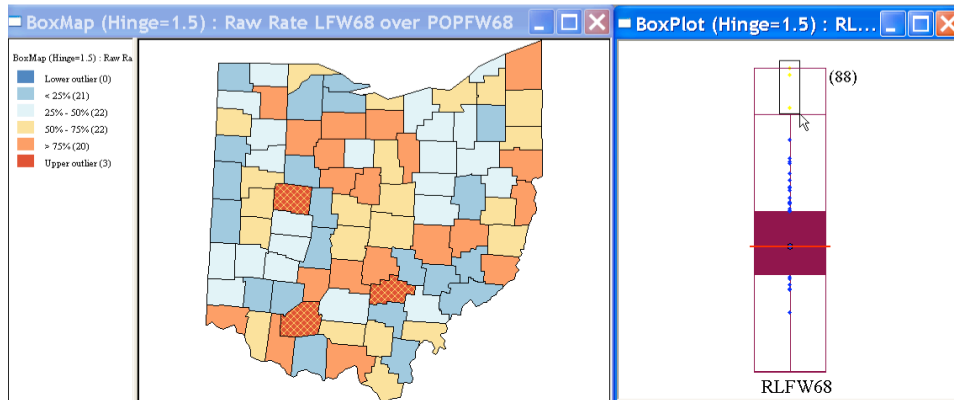 BoxMap (Hinge=1.5) : Raw Rate LFW68 over POPFW68
BoxMap (Hinge=1.5) : Raw Ra
Lower outlier (0)
< 25% (21)
25% - 50% (22)
50% - 75% (22)
> 75% (20)
Upper outlier (3)
BoxPlot (Hinge=1.5) : RL...
(88)
RLFW68